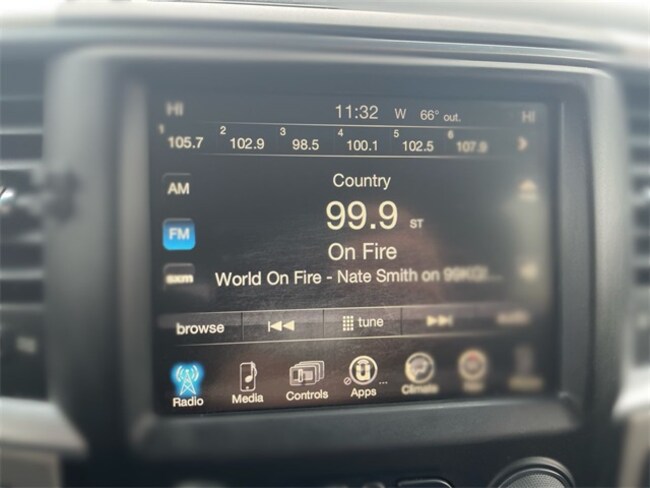 HI 11:32 W 66° out. HI
1 105.7 2 102.9 3 98.5 4 100.1 5 102.5 6 107.9
AM
Country
99.9 ST
FM
On Fire
sxm
World On Fire - Nate Smith on
browse tune
Radio Media Controls Apps ... Climate